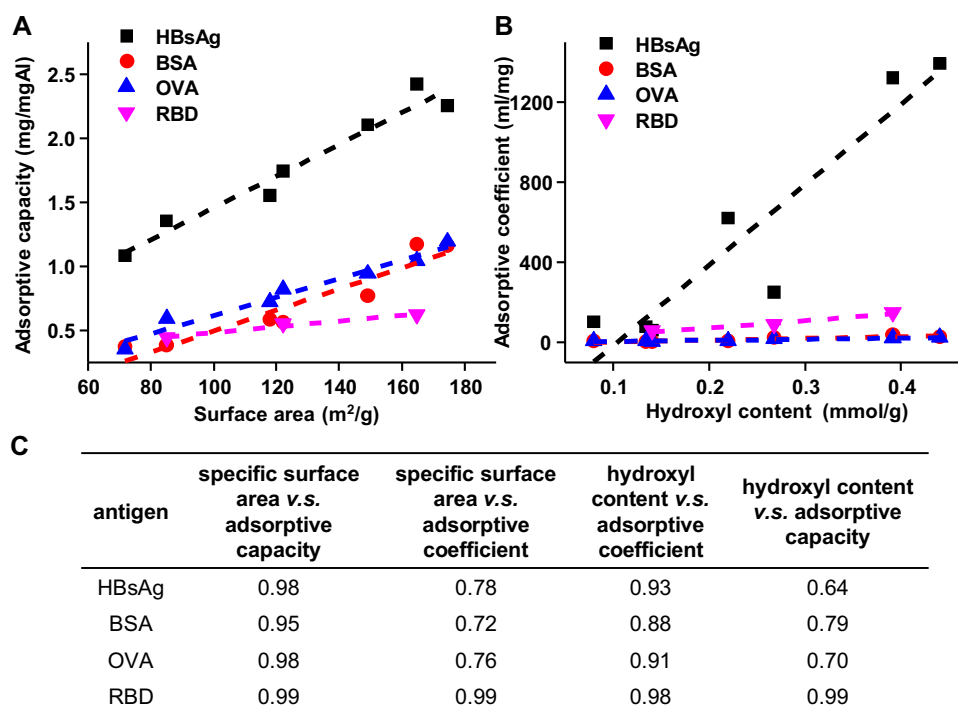 A
HBsAg
BSA
OVA
RBD
2.5
2.0
1.5
1.0
0.5
60 80 100 120 140 160 180
Surface area (m²/g)
Adsorptive capacity (mg/mgAl)
B
HBsAg
BSA
OVA
RBD
1200
800
400
0
0.1 0.2 0.3 0.4
Hydroxyl content (mmol/g)
Adsorptive coefficient (ml/mg)
C
antigen
specific surface
area v.s.
adsorptive
capacity
specific surface
area v.s.
adsorptive
coefficient
hydroxyl
content v.s.
adsorptive
coefficient
hydroxyl content
v.s. adsorptive
capacity
HBsAg 0.98 0.78 0.93 0.64
BSA 0.95 0.72 0.88 0.79
OVA 0.98 0.76 0.91 0.70
RBD 0.99 0.99 0.98 0.99